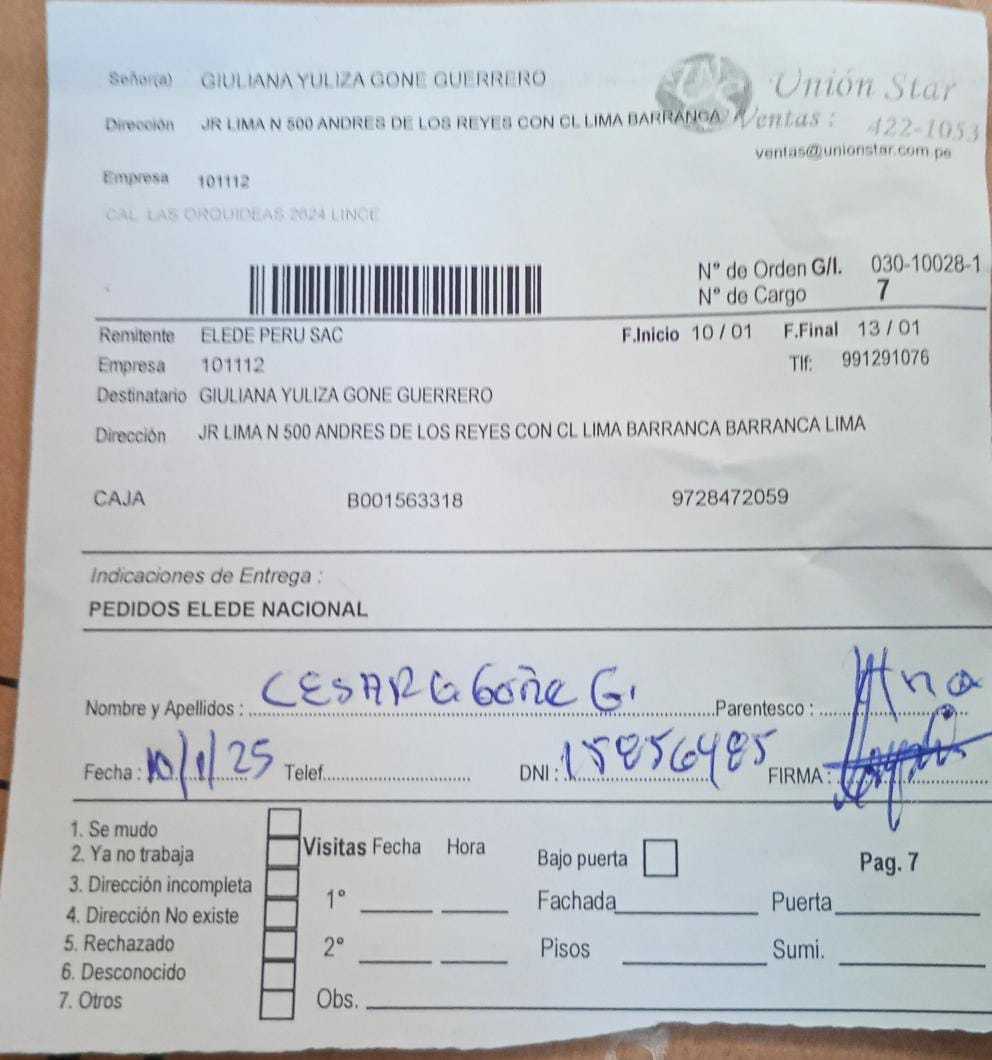 Señor(a) GIULIANA YULIZA GONE GUERRERO
Unión Star
Dirección JR LIMA N 500 ANDRES DE LOS REYES CON CL LIMA BARRANCA
Ventas : 422-1053
ventas@unionstar.com.pe
Empresa 101112
CAL LAS ORQUIDEAS 2624 LINCE
N° de Orden G/I. 030-10028-1
N° de Cargo 7
Remitente ELEDE PERU SAC F.Inicio 10 / 01 F.Final 13 / 01
Empresa 101112 Tlf: 991291076
Destinatario GIULIANA YULIZA GONE GUERRERO
Dirección JR LIMA N 500 ANDRES DE LOS REYES CON CL LIMA BARRANCA BARRANCA LIMA
CAJA B001563318 9728472059
Indicaciones de Entrega :
PEDIDOS ELEDE NACIONAL
Nombre y Apellidos : CESAR G Goñe G. Parentesco :
Fecha : 10/1/25 Telef. DNI : 15856485 FIRMA :
1. Se mudo
2. Ya no trabaja
3. Dirección incompleta
4. Dirección No existe
5. Rechazado
6. Desconocido
7. Otros
Visitas Fecha Hora
1°
2°
Obs.
Bajo puerta
Fachada
Pisos
Pag. 7
Puerta
Sumi.